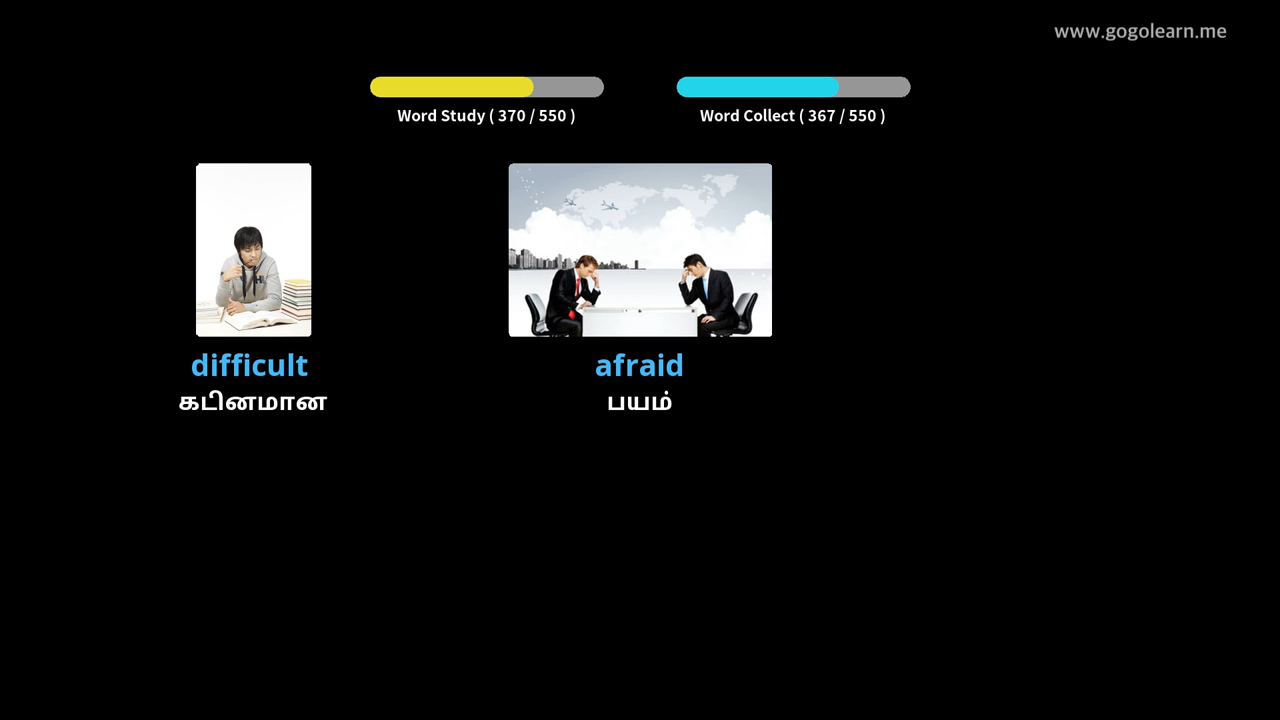 www.gogolearn.me
Word Study ( 370 / 550 )
Word Collect ( 367 / 550 )
difficult
afraid
கடினமான
பயம்